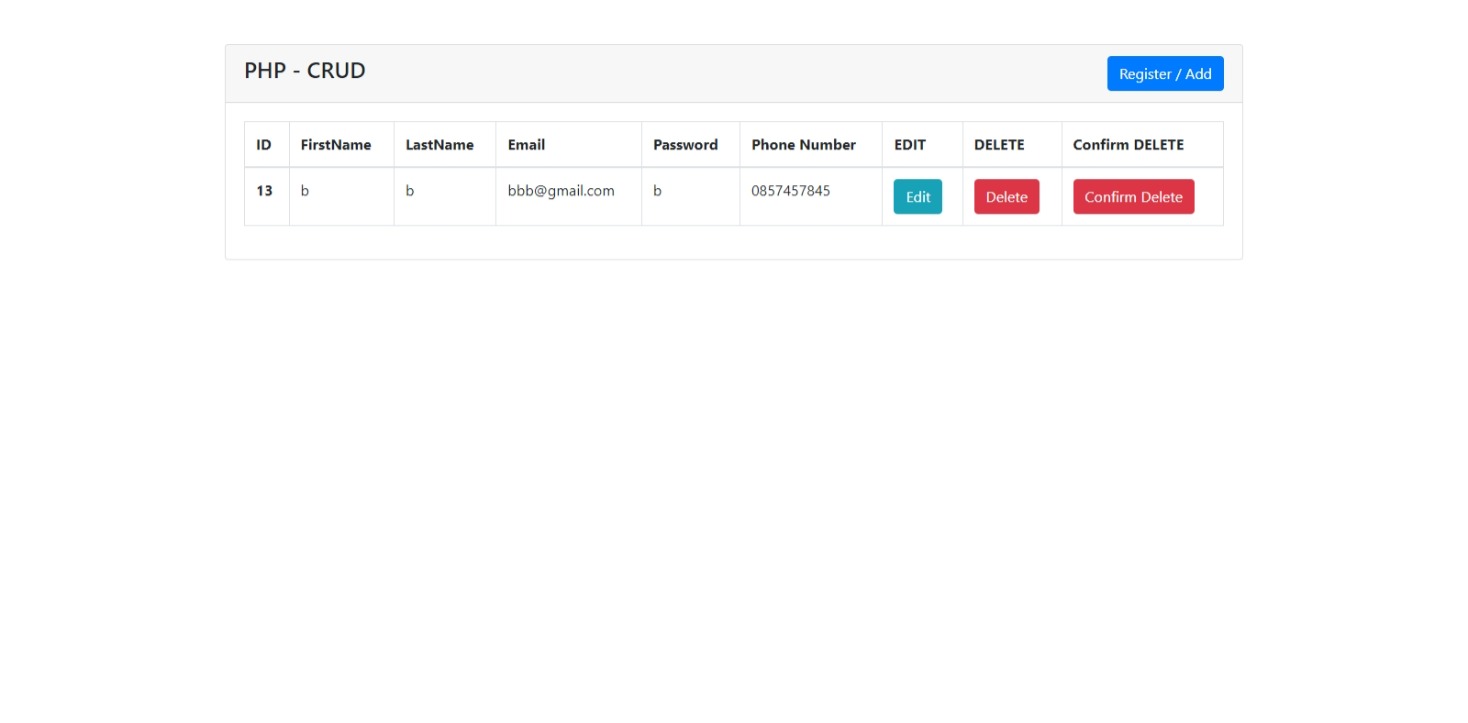 PHP - CRUD Register / Add
ID FirstName LastName Email Password Phone Number EDIT DELETE Confirm DELETE
13 b b bbb@gmail.com b 0857457845 Edit Delete Confirm Delete